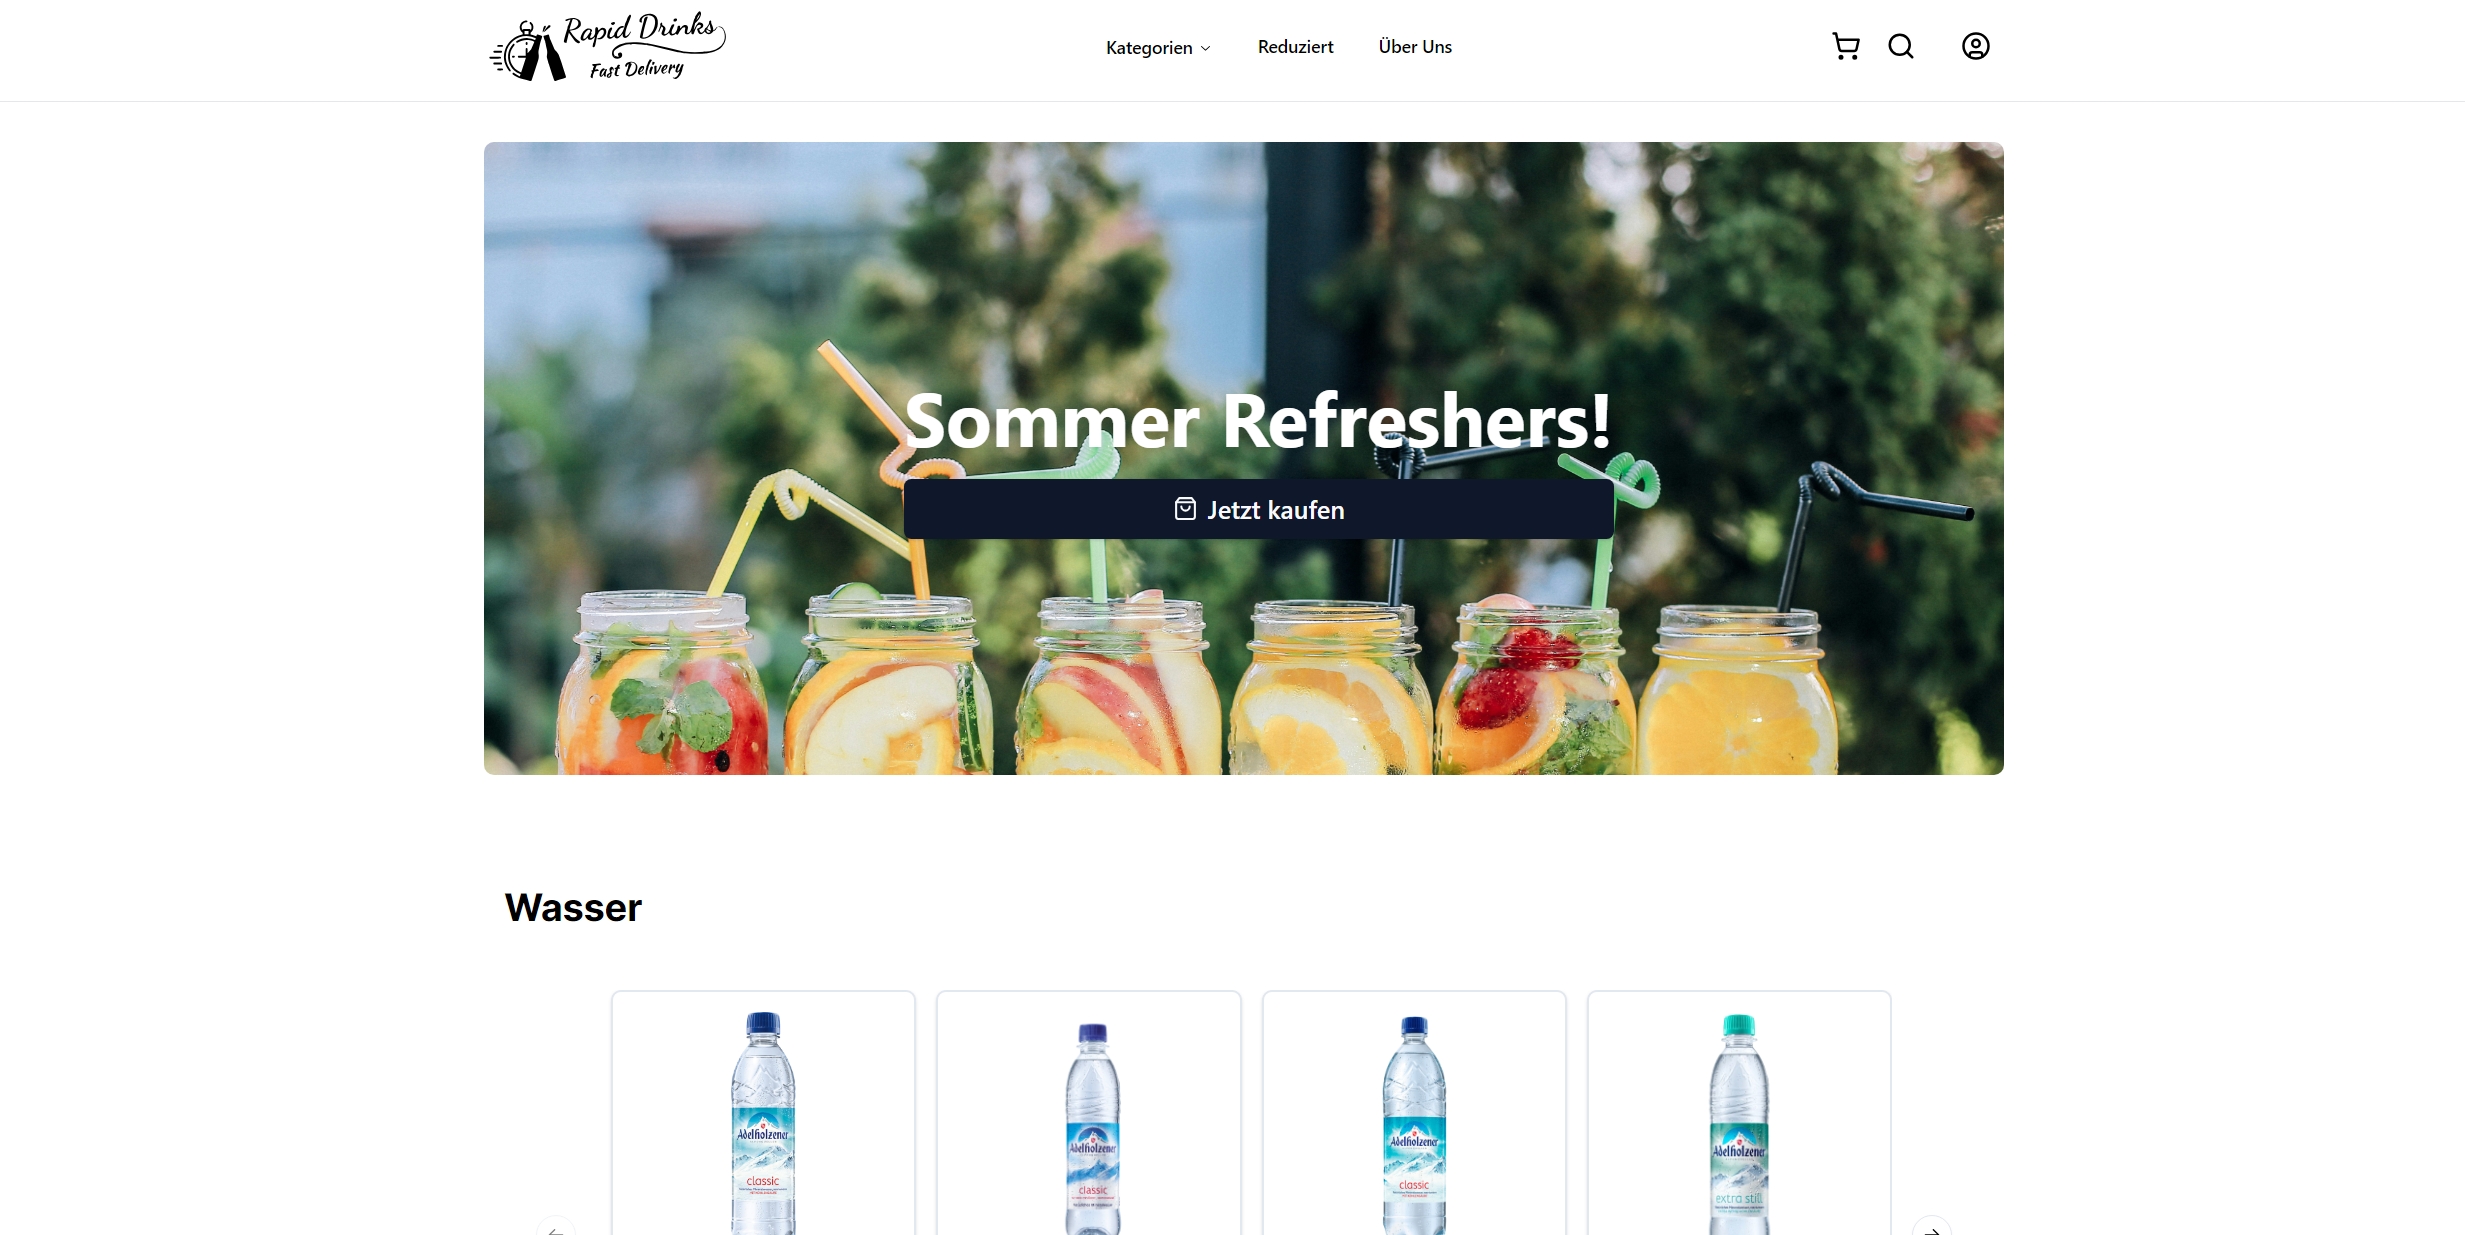 Rapid Drinks
Fast Delivery
Kategorien
Reduziert
Über Uns
Sommer Refreshers!
Jetzt kaufen
Wasser
Adelholzener
classic
Adelholzener
classic
Adelholzener
classic
Adelholzener
extra still